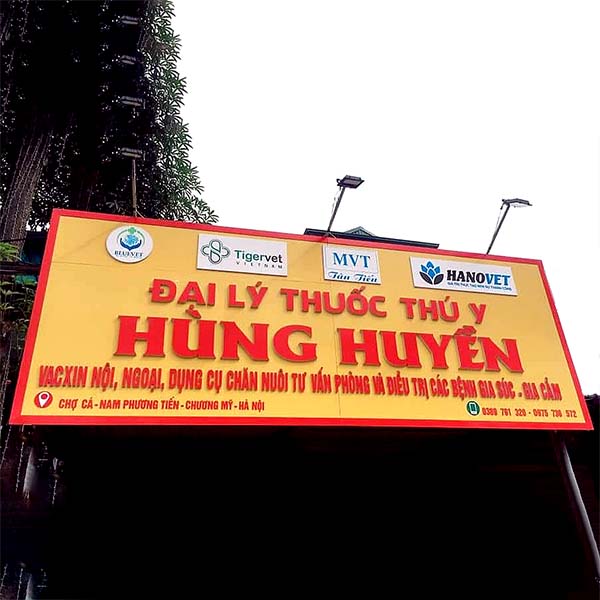 BLUEVET
Tigervet
VIETNAM
MVT
Tân Tiến
HANOVET
ĐẠI LÝ THUỐC THÚ Y
HÙNG HUYỀN
VACXIN NỘI, NGOẠI, DỤNG CỤ CHĂN NUÔI TƯ VẤN PHÒNG VÀ ĐIỀU TRỊ CÁC BỆNH GIA SÚC - GIA CẦM
CHỢ CÁ - NAM PHƯƠNG TIẾN - CHƯƠNG MỸ - HÀ NỘI
0389 761 326 - 0975 736 572